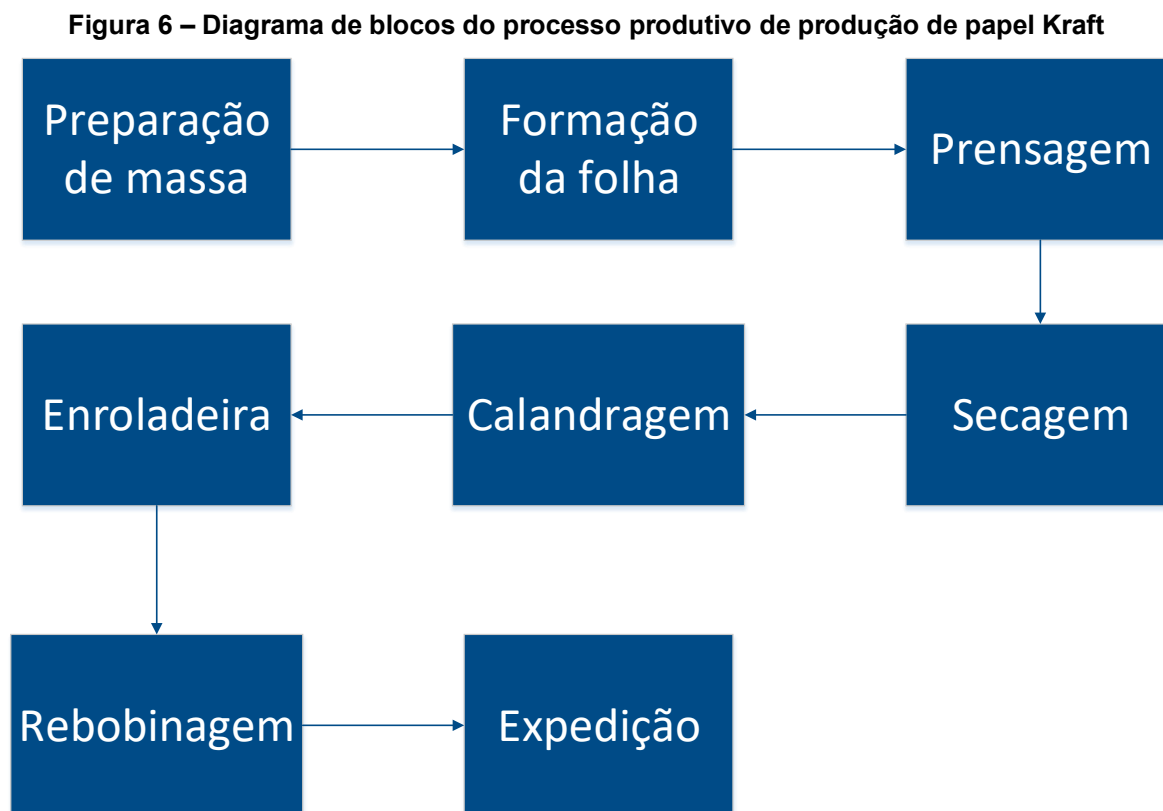 Figura 6 – Diagrama de blocos do processo produtivo de produção de papel Kraft
Preparação
de massa
Formação
da folha
Prensagem
Secagem
Calandragem
Enroladeira
Rebobinagem
Expedição